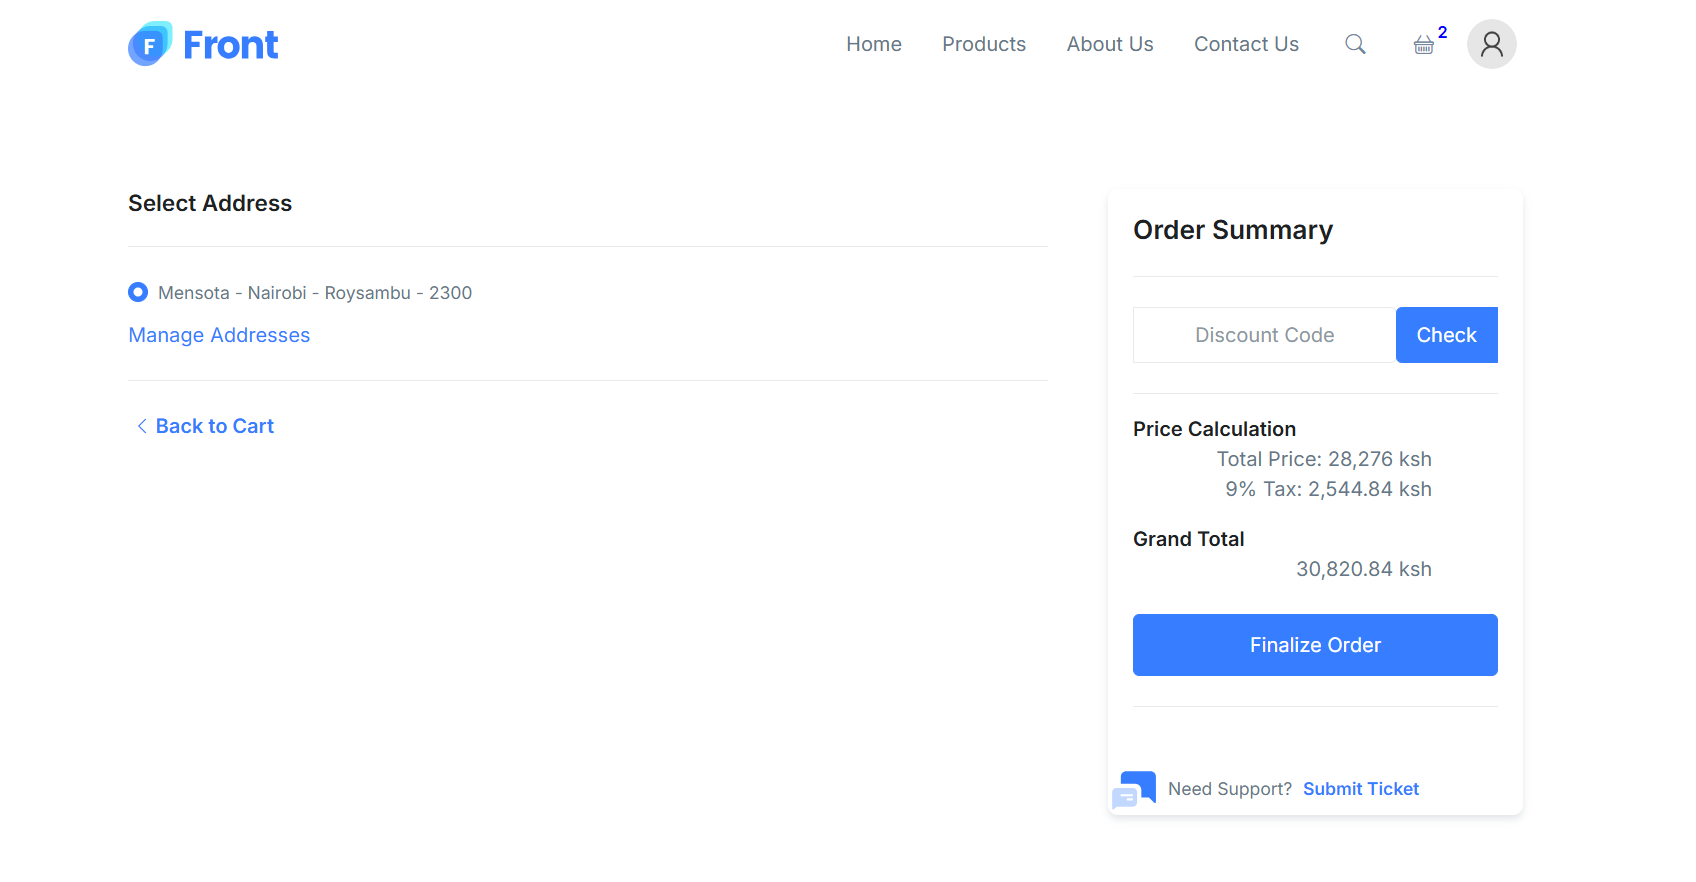 F Front
Home Products About Us Contact Us 2
Select Address
Mensota - Nairobi - Roysambu - 2300
Manage Addresses
Back to Cart
Order Summary
Discount Code Check
Price Calculation
Total Price: 28,276 ksh
9% Tax: 2,544.84 ksh
Grand Total
30,820.84 ksh
Finalize Order
Need Support? Submit Ticket